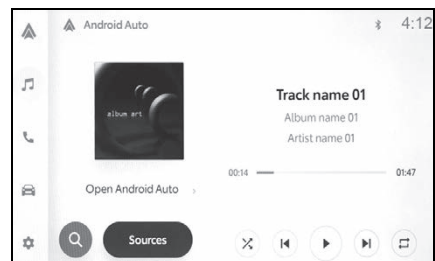 Android Auto
4:12
album art
Track name 01
Album name 01
Artist name 01
00:14
01:47
Open Android Auto
Sources